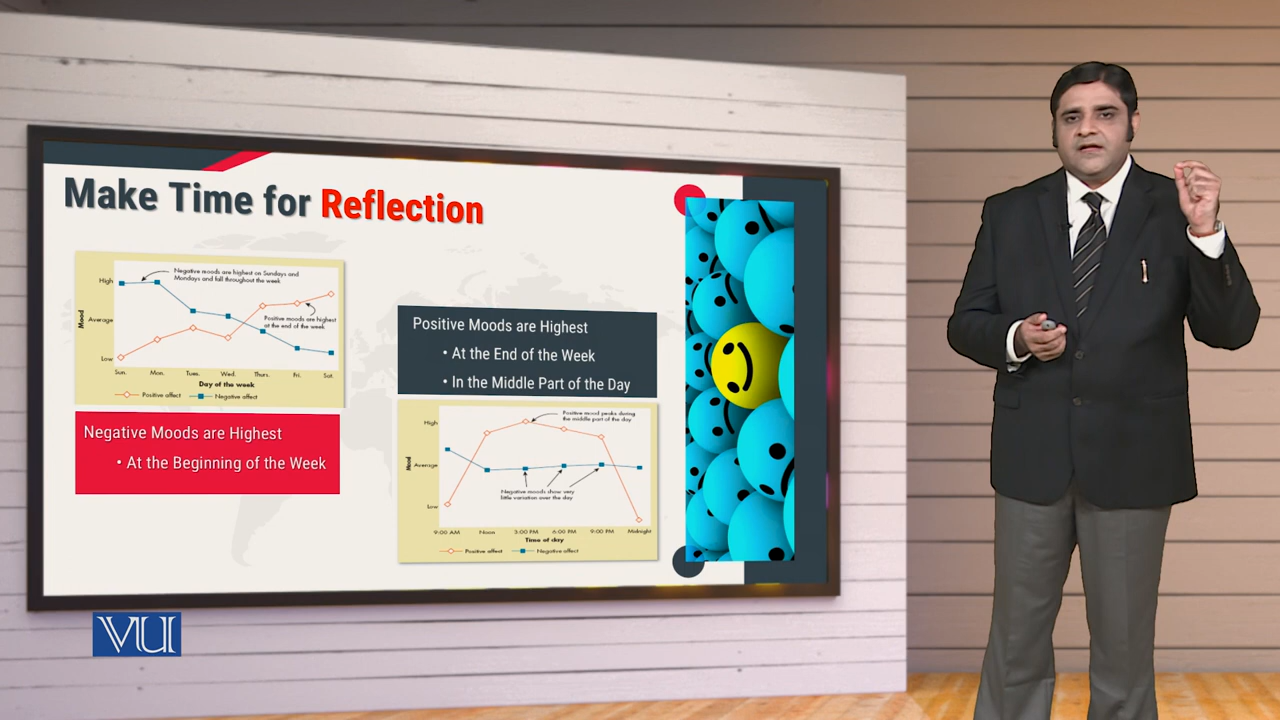 Make Time for Reflection
Negative moods are highest on Sundays and
Mondays and fall throughout the week
High
Average
Low
Mood
Positive moods are highest
at the end of the week
Sun. Mon. Tues. Wed. Thurs. Fri. Sat.
Day of the week
Positive affect Negative affect
Negative Moods are Highest
• At the Beginning of the Week
Positive Moods are Highest
• At the End of the Week
• In the Middle Part of the Day
Positive mood peaks during
the middle part of the day
High
Average
Low
Mood
Negative moods show very
little variation over the day
9:00 AM Noon 3:00 PM 6:00 PM 9:00 PM Midnight
Time of day
Positive affect Negative affect
VU